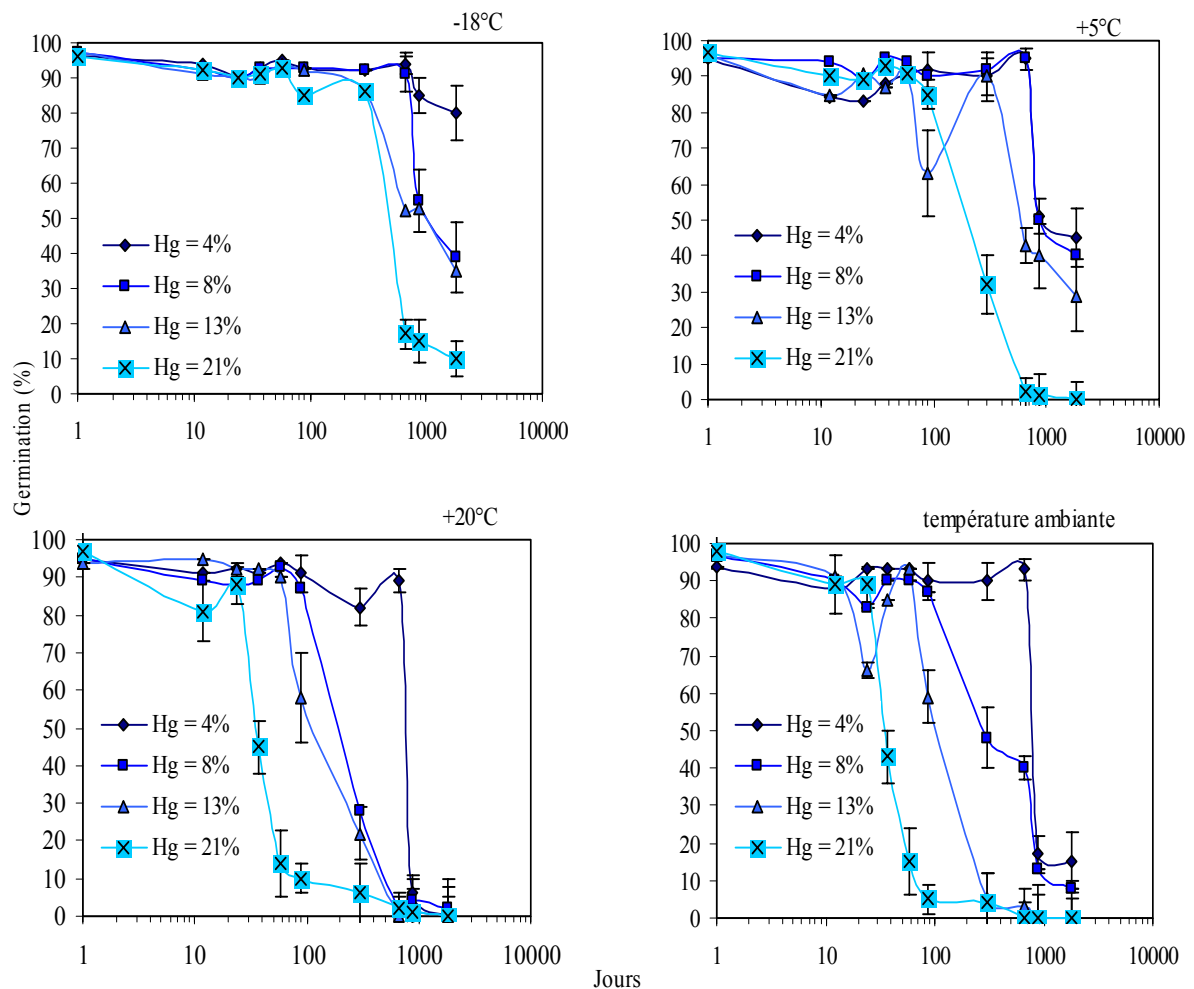 -18°C
100
90
80
70
60
50
40
30
20
10
0
Hg = 4%
Hg = 8%
Hg = 13%
Hg = 21%
1 10 100 1000 10000
+5°C
100
90
80
70
60
50
40
30
20
10
0
Hg = 4%
Hg = 8%
Hg = 13%
Hg = 21%
1 10 100 1000 10000
Germination (%)
+20°C
100
90
80
70
60
50
40
30
20
10
0
Hg = 4%
Hg = 8%
Hg = 13%
Hg = 21%
1 10 100 1000 10000
température ambiante
100
90
80
70
60
50
40
30
20
10
0
Hg = 4%
Hg = 8%
Hg = 13%
Hg = 21%
1 10 100 1000 10000
Jours